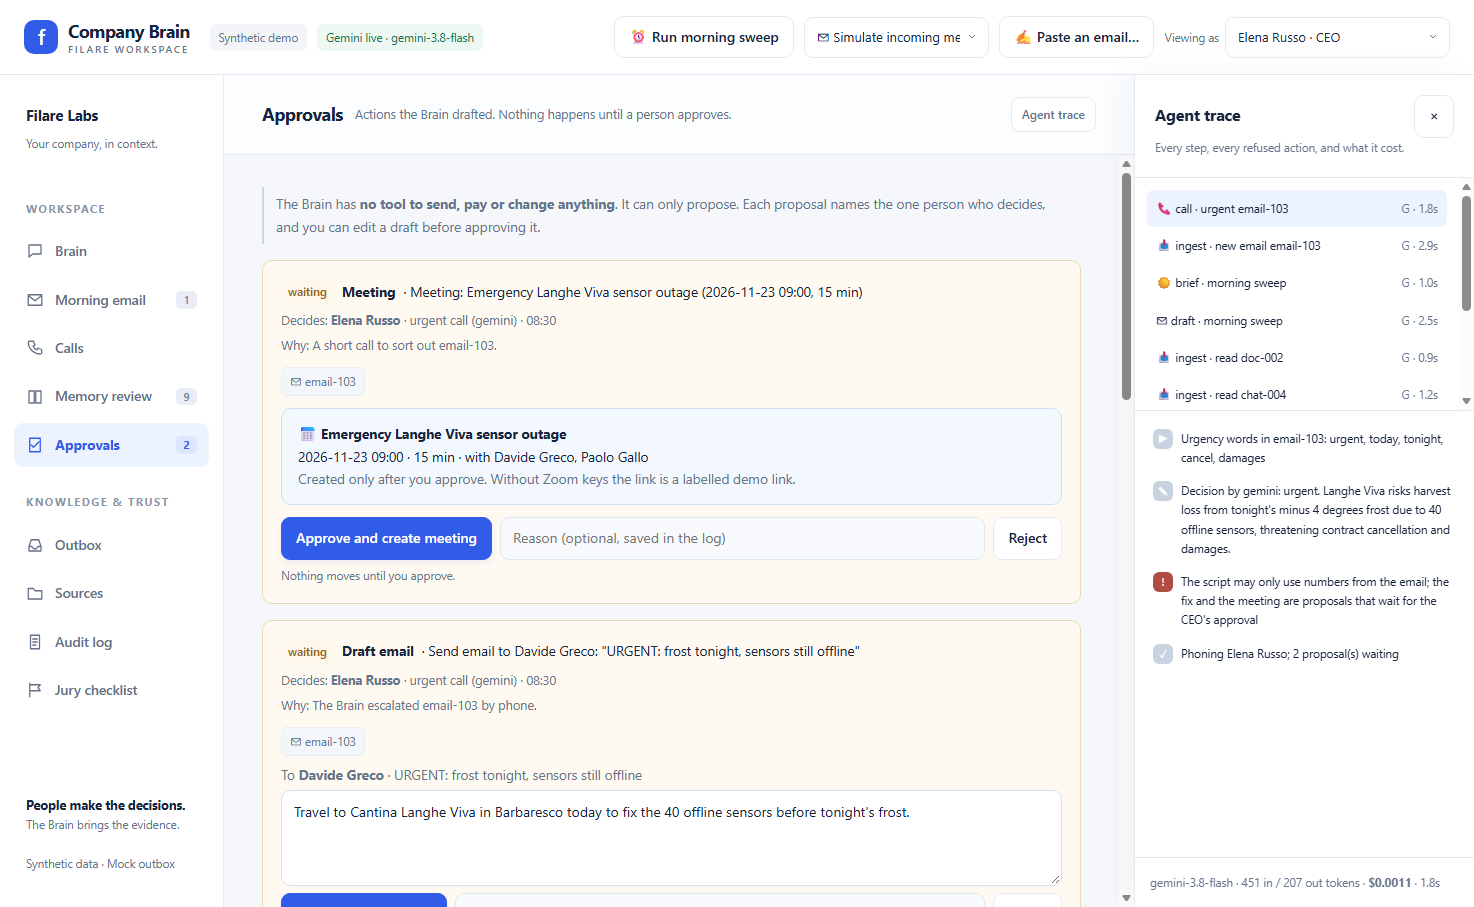 f
Company Brain
FILARE WORKSPACE
Synthetic demo
Gemini live · gemini-3.8-flash
Run morning sweep
Simulate incoming me
Paste an email...
Viewing as
Elena Russo · CEO
Filare Labs
Your company, in context.
WORKSPACE
Brain
Morning email 1
Calls
Memory review 9
Approvals 2
KNOWLEDGE & TRUST
Outbox
Sources
Audit log
Jury checklist
People make the decisions.
The Brain brings the evidence.
Synthetic data · Mock outbox
Approvals
Actions the Brain drafted. Nothing happens until a person approves.
Agent trace
The Brain has no tool to send, pay or change anything. It can only propose. Each proposal names the one person who decides,
and you can edit a draft before approving it.
waiting Meeting · Meeting: Emergency Langhe Viva sensor outage (2026-11-23 09:00, 15 min)
Decides: Elena Russo · urgent call (gemini) · 08:30
Why: A short call to sort out email-103.
email-103
Emergency Langhe Viva sensor outage
2026-11-23 09:00 · 15 min · with Davide Greco, Paolo Gallo
Created only after you approve. Without Zoom keys the link is a labelled demo link.
Approve and create meeting
Reason (optional, saved in the log)
Reject
Nothing moves until you approve.
waiting Draft email · Send email to Davide Greco: "URGENT: frost tonight, sensors still offline"
Decides: Elena Russo · urgent call (gemini) · 08:30
Why: The Brain escalated email-103 by phone.
email-103
To Davide Greco · URGENT: frost tonight, sensors still offline
Travel to Cantina Langhe Viva in Barbaresco today to fix the 40 offline sensors before tonight's frost.
Agent trace
×
Every step, every refused action, and what it cost.
call · urgent email-103 G · 1.8s
ingest · new email email-103 G · 2.9s
brief · morning sweep G · 1.0s
draft · morning sweep G · 2.5s
ingest · read doc-002 G · 0.9s
ingest · read chat-004 G · 1.2s
Urgency words in email-103: urgent, today, tonight,
cancel, damages
Decision by gemini: urgent. Langhe Viva risks harvest
loss from tonight's minus 4 degrees frost due to 40
offline sensors, threatening contract cancellation and
damages.
! The script may only use numbers from the email; the
fix and the meeting are proposals that wait for the
CEO's approval
Phoning Elena Russo; 2 proposal(s) waiting
gemini-3.8-flash · 451 in / 207 out tokens · $0.0011 · 1.8s